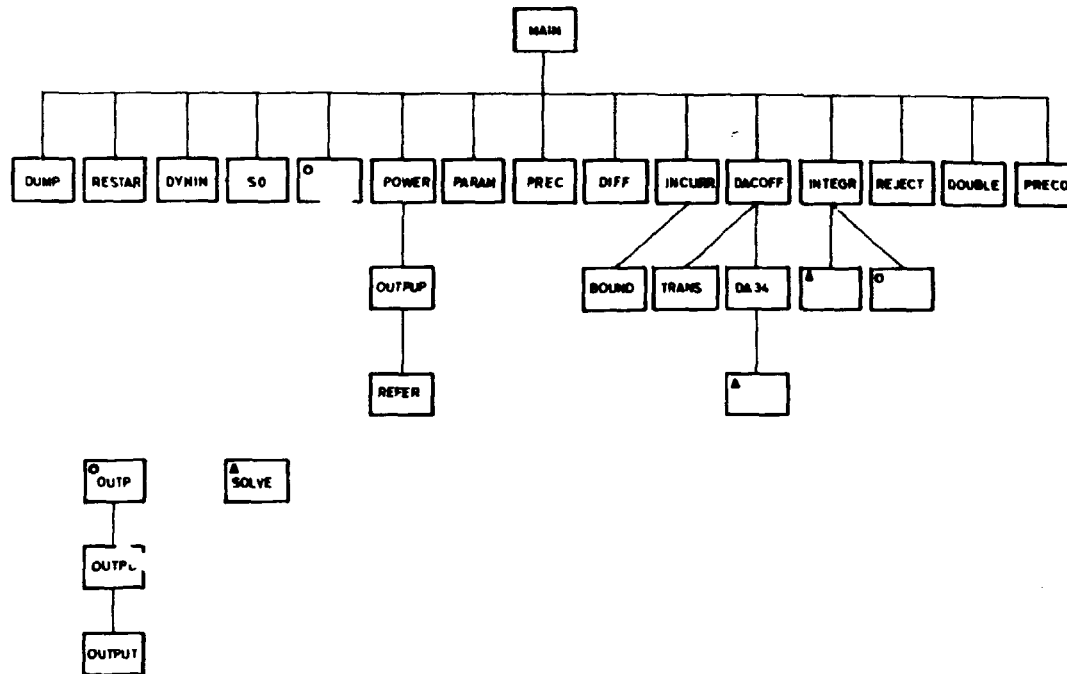 MAIN
DUMP RESTAR DYNIN SO POWER PARAM PREC DIFF INCURR DACOFF INTEGR REJECT DOUBLE PRECO
OUTPUP BOUND TRANS DA34
REFER
OUTP SOLVE
OUTPUT